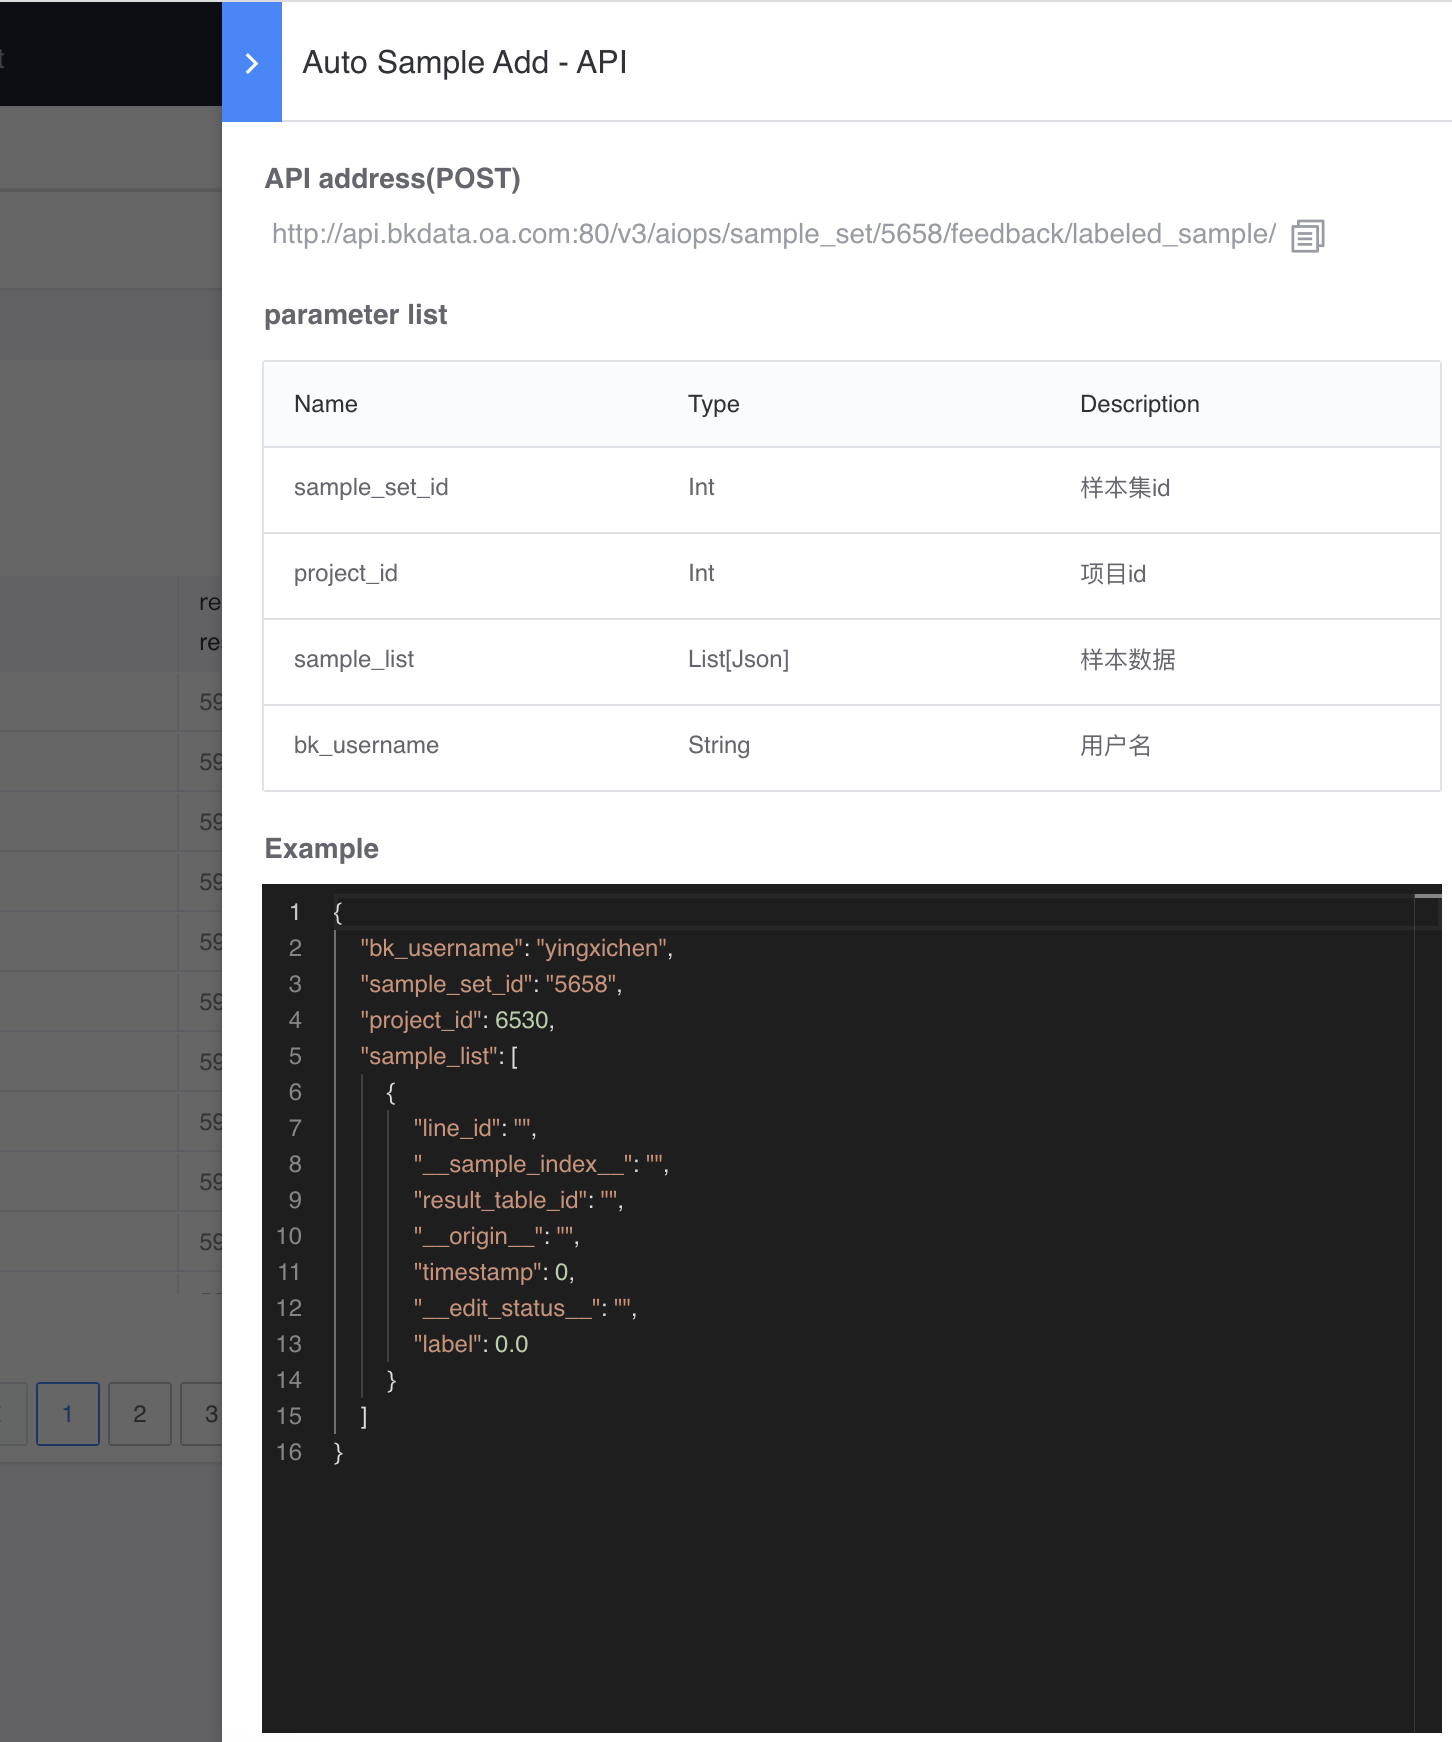 Auto Sample Add - API
API address(POST)
http://api.bkdata.oa.com:80/v3/aiops/sample_set/5658/feedback/labeled_sample/
parameter list
Name Type Description
sample_set_id Int 样本集id
project_id Int 项目id
sample_list List[Json] 样本数据
bk_username String 用户名
Example
1 {
2 "bk_username": "yingxichen",
3 "sample_set_id": "5658",
4 "project_id": 6530,
5 "sample_list": [
6 {
7 "line_id": "",
8 "__sample_index__": "",
9 "result_table_id": "",
10 "__origin__": "",
11 "timestamp": 0,
12 "__edit_status__": "",
13 "label": 0.0
14 }
15 ]
16 }
re
re
59
59
59
59
59
59
59
59
59
59
1 2 3